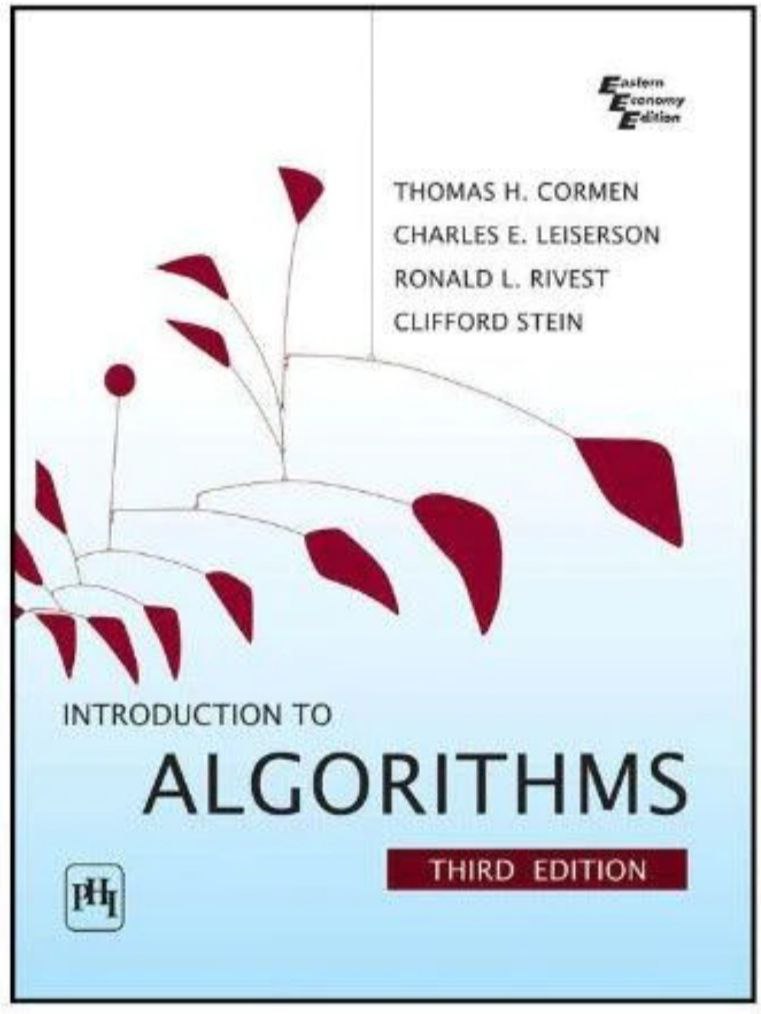 Eastern
Economy
Edition
THOMAS H. CORMEN
CHARLES E. LEISERSON
RONALD L. RIVEST
CLIFFORD STEIN
INTRODUCTION TO
ALGORITHMS
THIRD EDITION
PHI